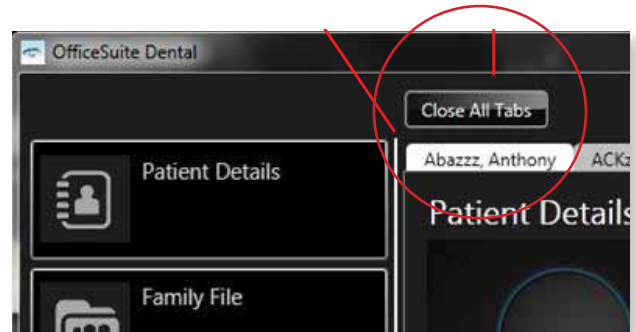 OfficeSuite Dental
Close All Tabs
Patient Details
Abazzz, Anthony
Patient Details
Family File